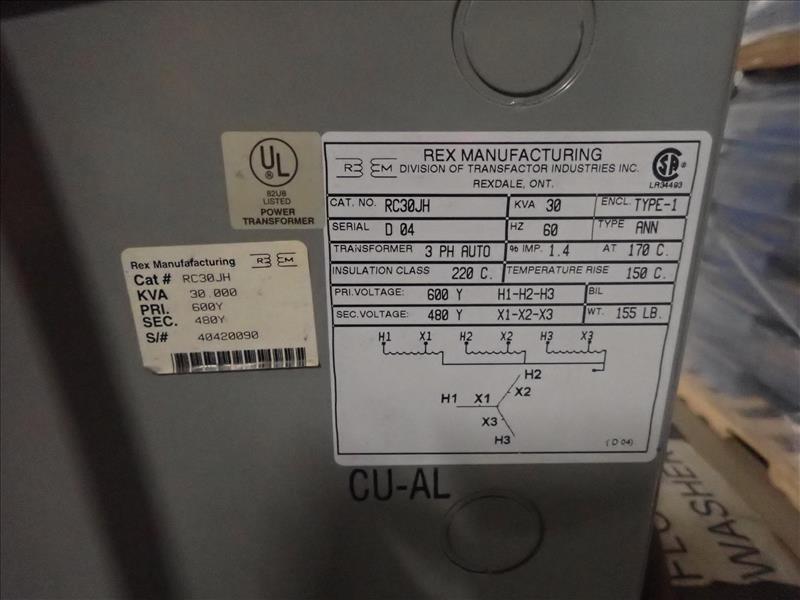 UL
®
82U8
LISTED
POWER
TRANSFORMER
Rex Manufacturing
Cat # RC30JH
KVA 30.000
PRI. 600Y
SEC. 480Y
S/# 40420090
REX MANUFACTURING
DIVISION OF TRANSFACTOR INDUSTRIES INC.
REXDALE, ONT.
LR34493
CAT. NO. RC30JH KVA 30 ENCL. TYPE-1
SERIAL D 04 HZ 60 TYPE ANN
TRANSFORMER 3 PH AUTO % IMP. 1.4 AT 170 C.
INSULATION CLASS 220 C. TEMPERATURE RISE 150 C.
PRI.VOLTAGE: 600 Y H1-H2-H3 BIL
SEC.VOLTAGE: 480 Y X1-X2-X3 WT. 155 LB.
H1 X1 H2 X2 H3 X3
H2
H1 X1 X2
X3
H3
( D 04)
CU-AL
WASHER